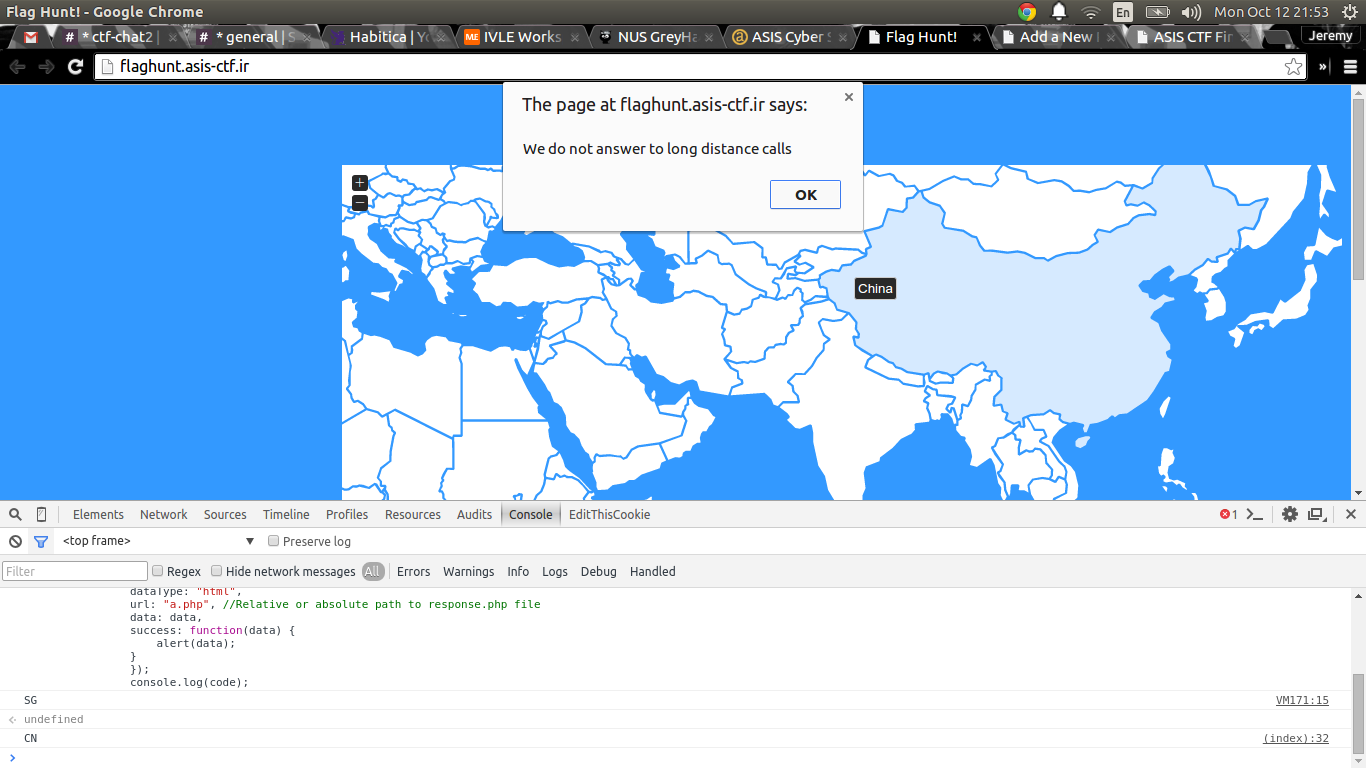 Flag Hunt! - Google Chrome
En
Mon Oct 12 21:53
# * ctf-chat2 |
# * general | S
Habitica | Yo
IVLE Works
NUS GreyHa
ASIS Cyber S
Flag Hunt!
Add a New
ASIS CTF Fir
Jeremy
flaghunt.asis-ctf.ir
»
The page at flaghunt.asis-ctf.ir says:
×
We do not answer to long distance calls
OK
+
−
China
Elements Network Sources Timeline Profiles Resources Audits Console EditThisCookie
1
<top frame> ▼ Preserve log
Filter Regex Hide network messages All Errors Warnings Info Logs Debug Handled
dataType: "html",
url: "a.php", //Relative or absolute path to response.php file
data: data,
success: function(data) {
alert(data);
}
});
console.log(code);
SG VM171:15
undefined
CN (index):32